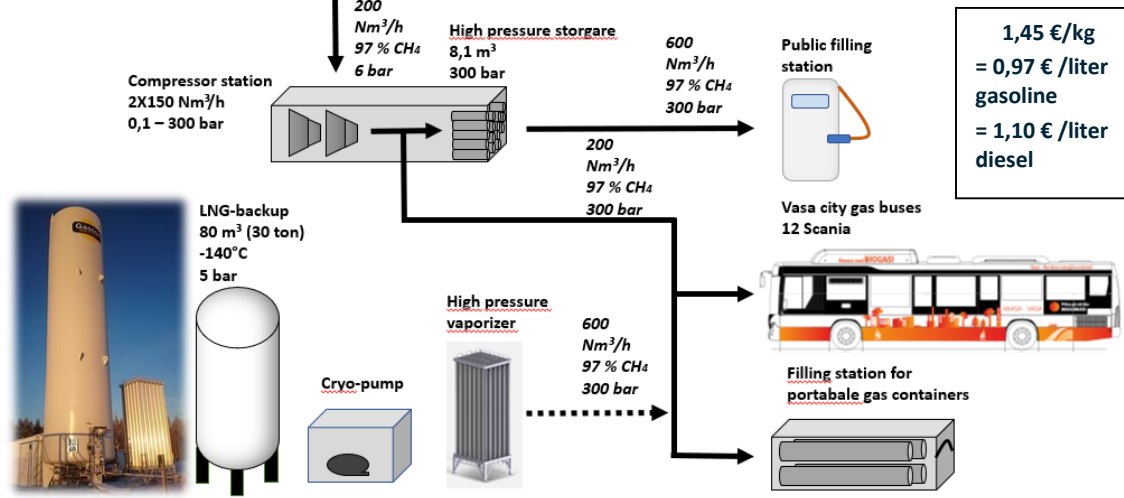 200
Nm³/h
97 % CH₄
6 bar
High pressure storgare
8,1 m³
300 bar
Compressor station
2X150 Nm³/h
0,1 – 300 bar
600
Nm³/h
97 % CH₄
300 bar
Public filling
station
1,45 €/kg
= 0,97 € /liter
gasoline
= 1,10 € /liter
diesel
200
Nm³/h
97 % CH₄
300 bar
LNG-backup
80 m³ (30 ton)
-140°C
5 bar
Vasa city gas buses
12 Scania
BIOGAS!
VAASA VASA
High pressure
vaporizer
600
Nm³/h
97 % CH₄
300 bar
Cryo-pump
Filling station for
portabale gas containers